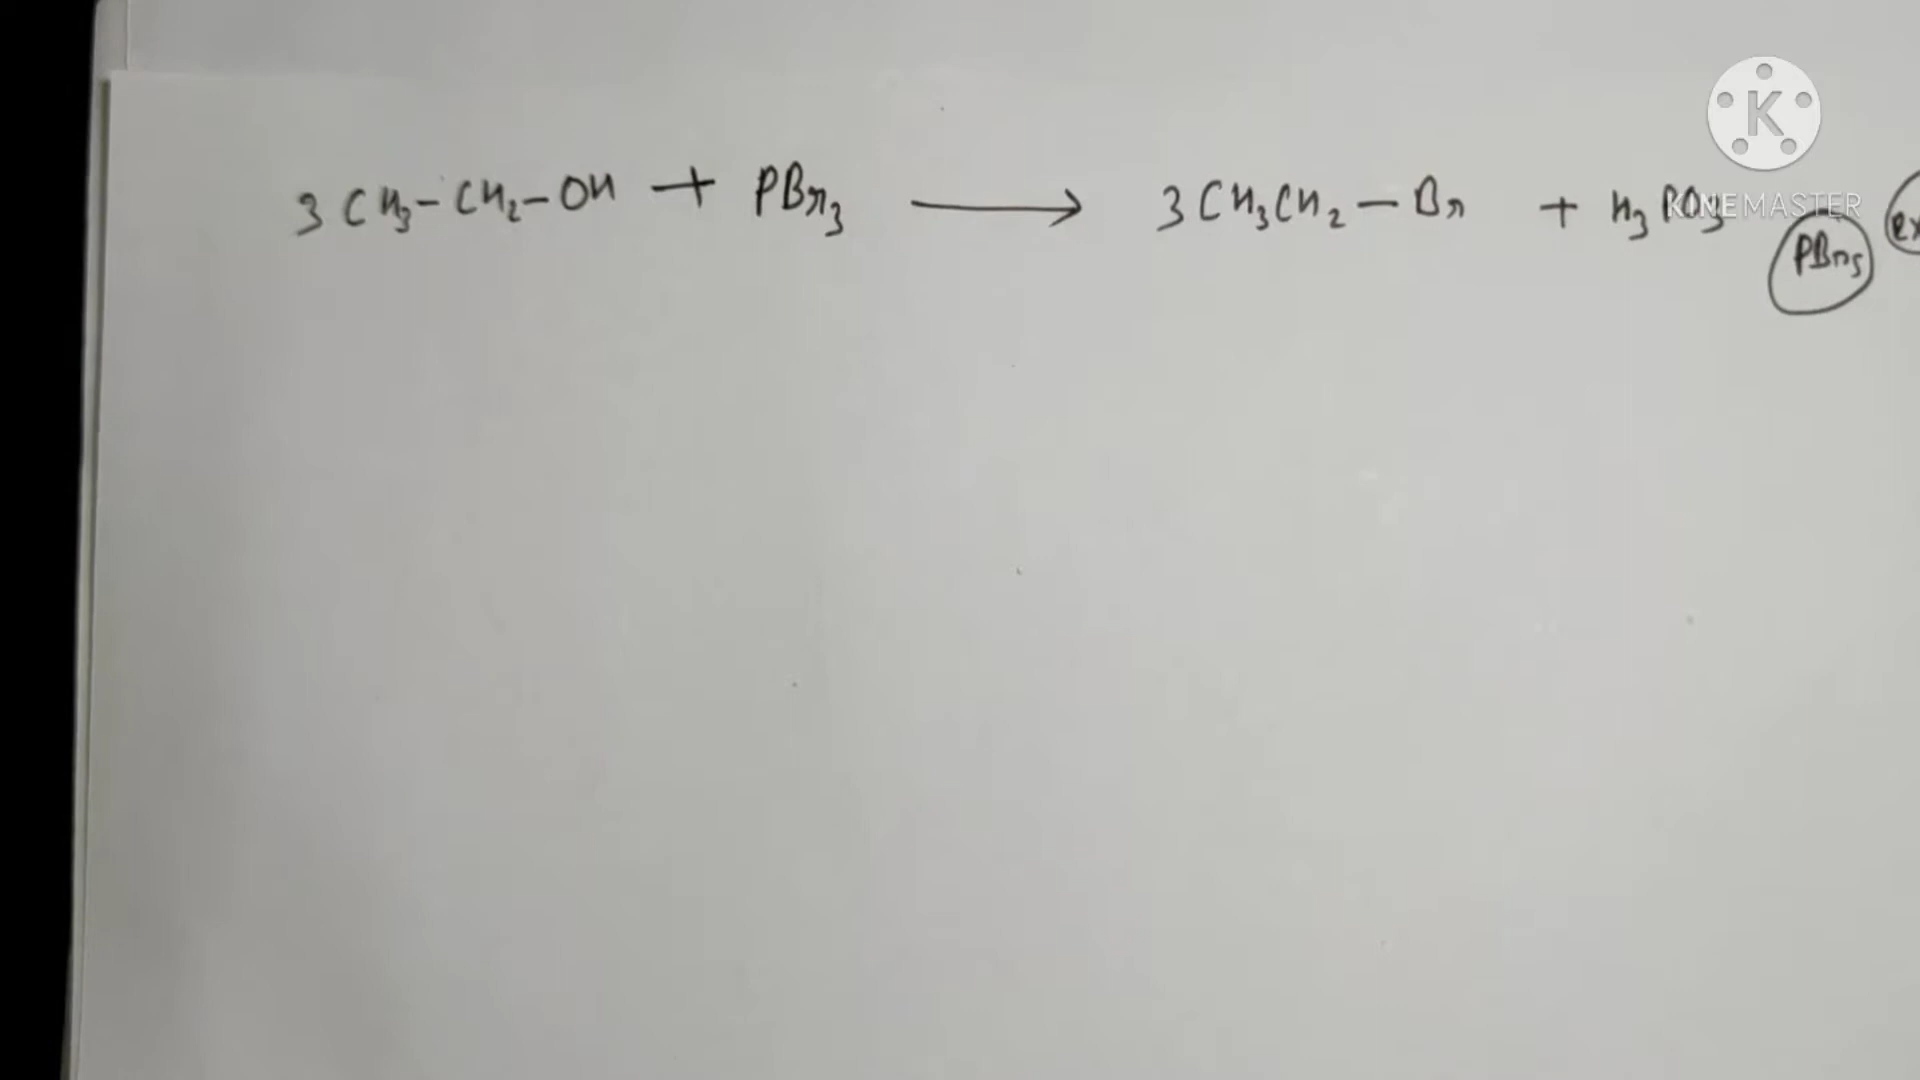 K
KINEMASTER
3 CH3-CH2-OH + PBr3 ⟶ 3 CH3CH2-Br + H3PO3
PBr5